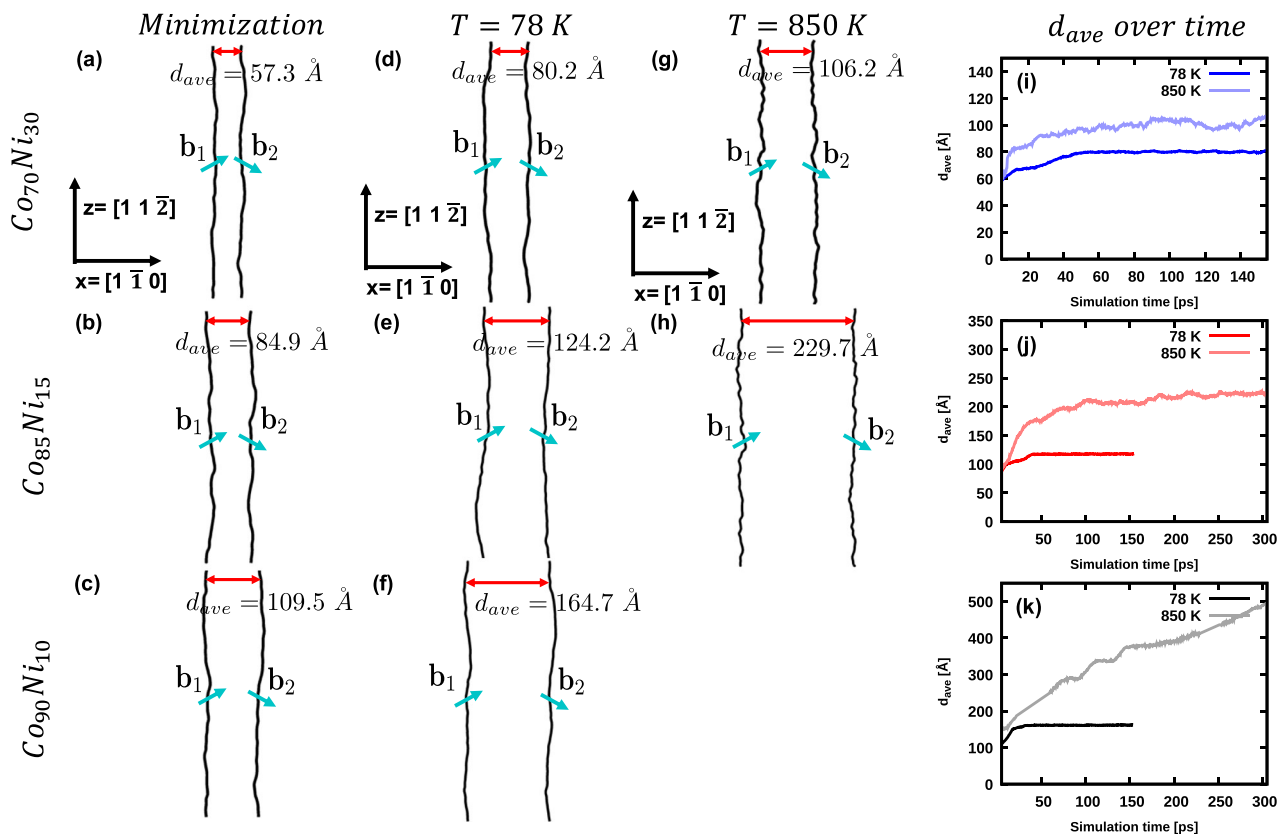 Minimization
T = 78 K
T = 850 K
d_ave over time
Co70Ni30
(a)
d_ave = 57.3 Å
b1
b2
z= [1 1 2̅]
x= [1 1̅ 0]
(d)
d_ave = 80.2 Å
b1
b2
z= [1 1 2̅]
x= [1 1̅ 0]
(g)
d_ave = 106.2 Å
b1
b2
z= [1 1 2̅]
x= [1 1̅ 0]
(i)
78 K
850 K
d_ave [Å]
140
120
100
80
60
40
20
0
20 40 60 80 100 120 140
Simulation time [ps]
Co85Ni15
(b)
d_ave = 84.9 Å
b1
b2
(e)
d_ave = 124.2 Å
b1
b2
(h)
d_ave = 229.7 Å
b1
b2
(j)
78 K
850 K
d_ave [Å]
350
300
250
200
150
100
50
0
50 100 150 200 250 300
Simulation time [ps]
Co90Ni10
(c)
d_ave = 109.5 Å
b1
b2
(f)
d_ave = 164.7 Å
b1
b2
(k)
78 K
850 K
d_ave [Å]
500
400
300
200
100
0
50 100 150 200 250 300
Simulation time [ps]